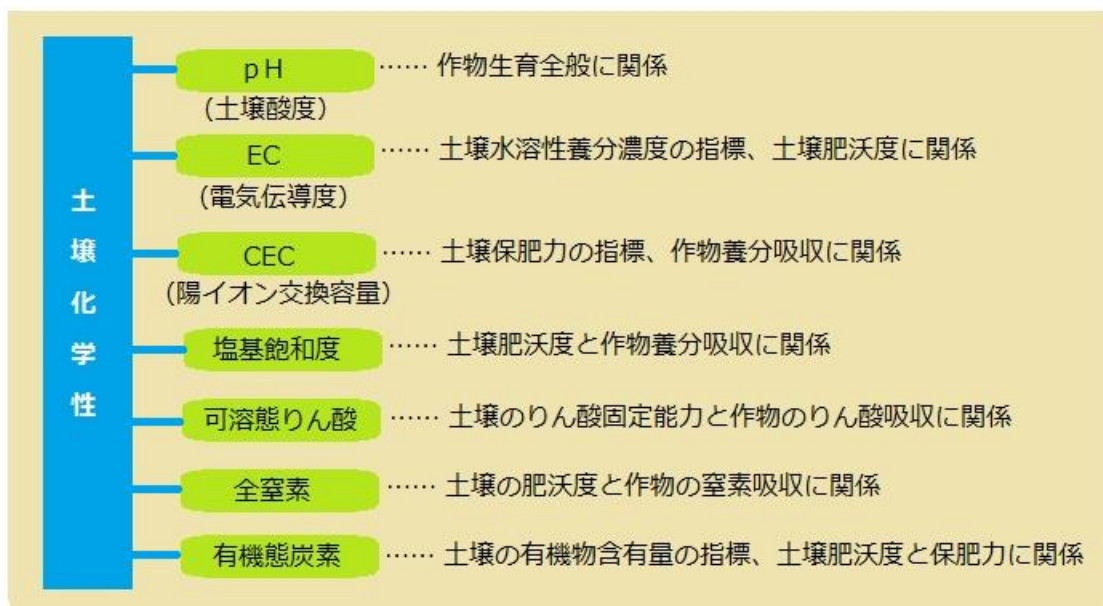 土壌化学性
pH …… 作物生育全般に関係
(土壌酸度)
EC …… 土壌水溶性養分濃度の指標、土壌肥沃度に関係
(電気伝導度)
CEC …… 土壌保肥力の指標、作物養分吸収に関係
(陽イオン交換容量)
塩基飽和度 …… 土壌肥沃度と作物養分吸収に関係
可溶態りん酸 …… 土壌のりん酸固定能力と作物のりん酸吸収に関係
全窒素 …… 土壌の肥沃度と作物の窒素吸収に関係
有機態炭素 …… 土壌の有機物含有量の指標、土壌肥沃度と保肥力に関係